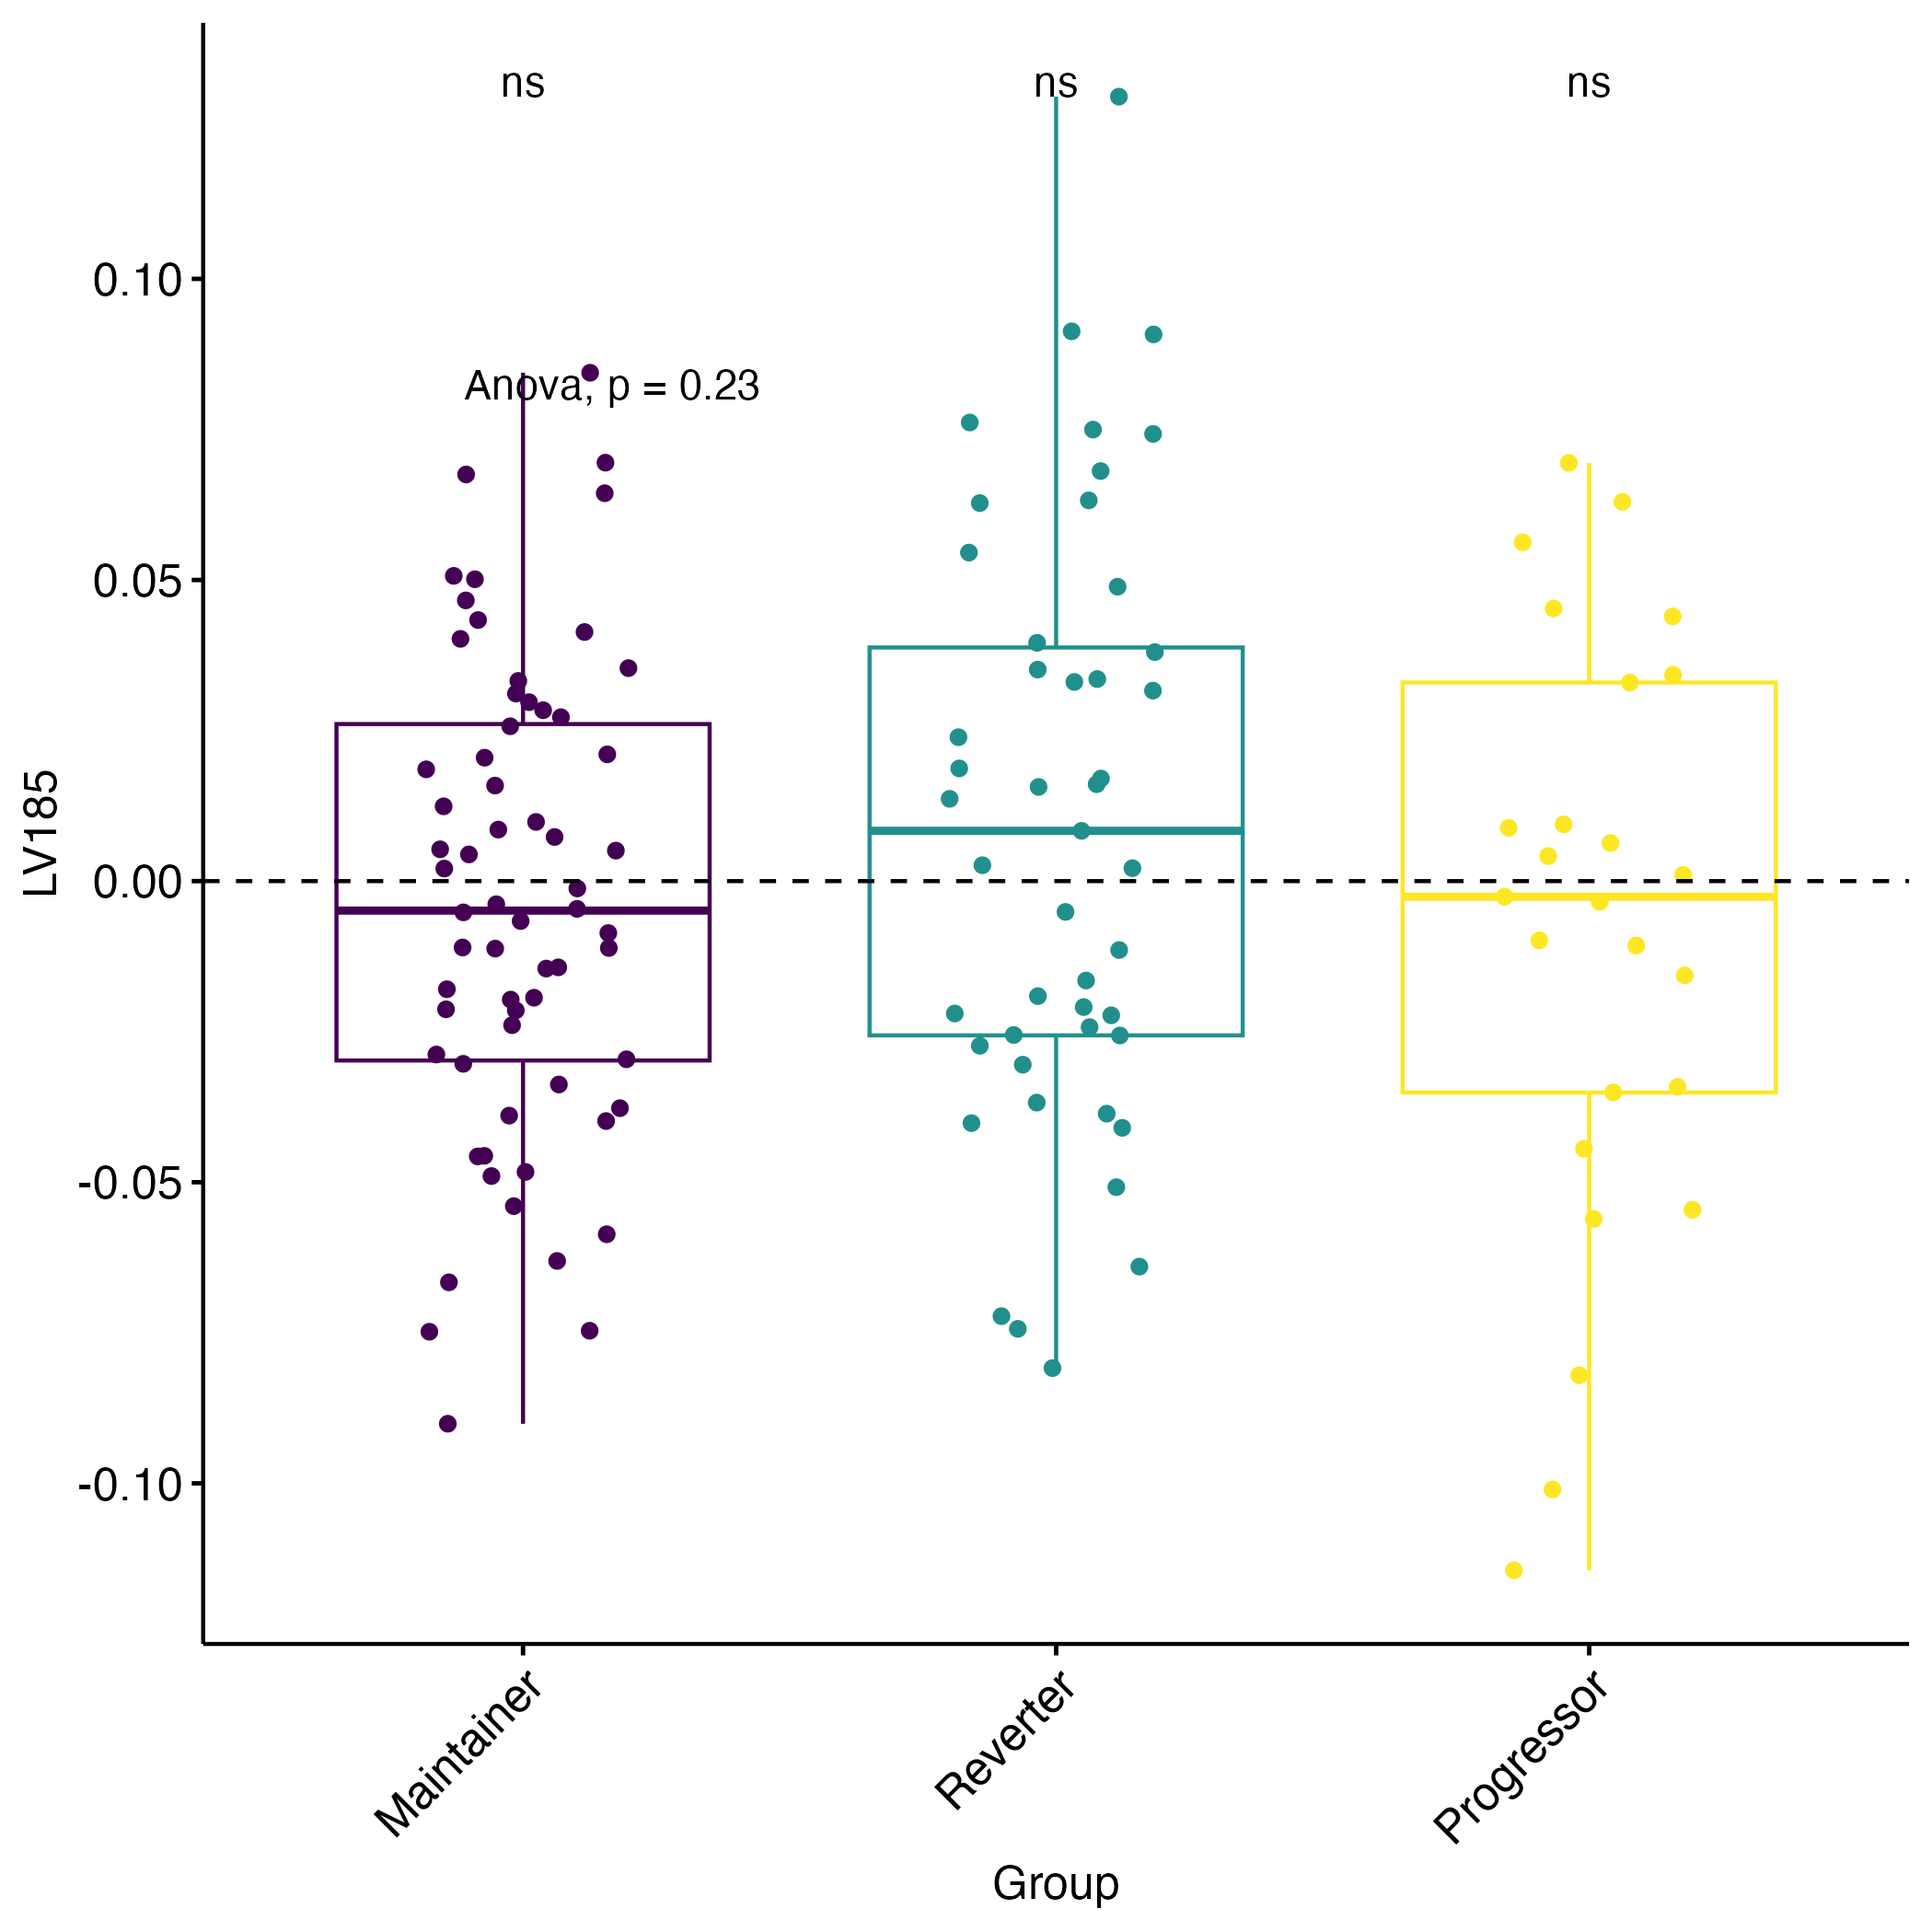 ns ns ns
Anova, p = 0.23
0.10
0.05
0.00
-0.05
-0.10
LV185
Maintainer Reverter Progressor
Group